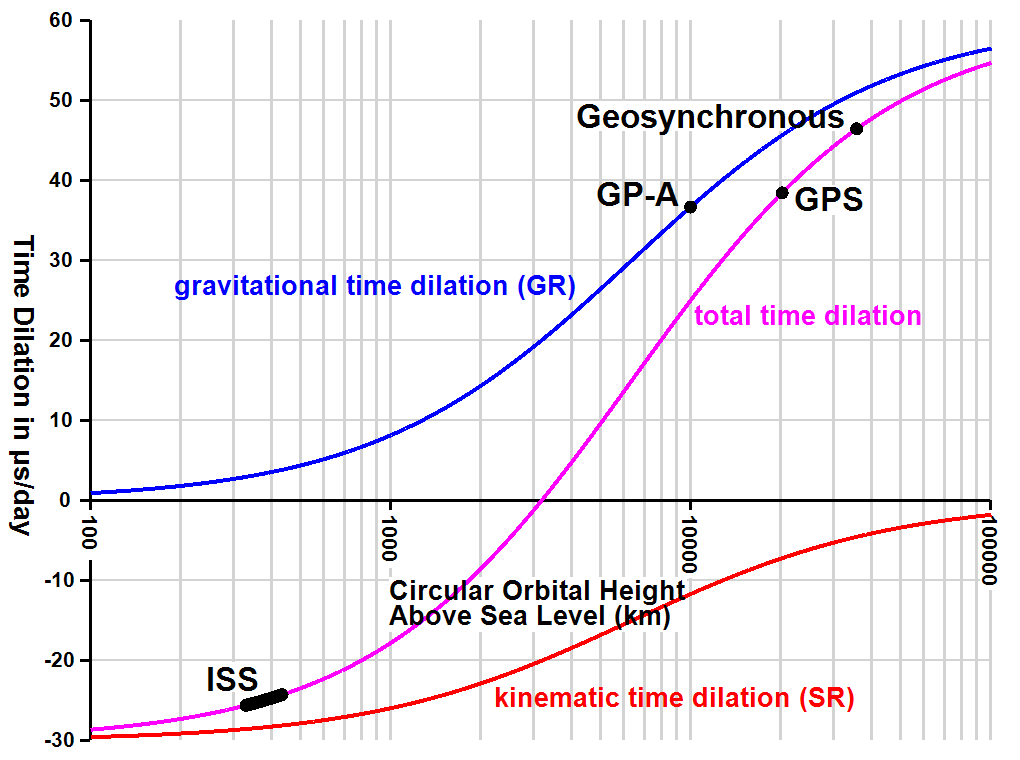 60
50
40
30
20
10
0
-10
-20
-30
Time Dilation in µs/day
Geosynchronous
GP-A
GPS
gravitational time dilation (GR)
total time dilation
100
1000
10000
100000
Circular Orbital Height
Above Sea Level (km)
ISS
kinematic time dilation (SR)